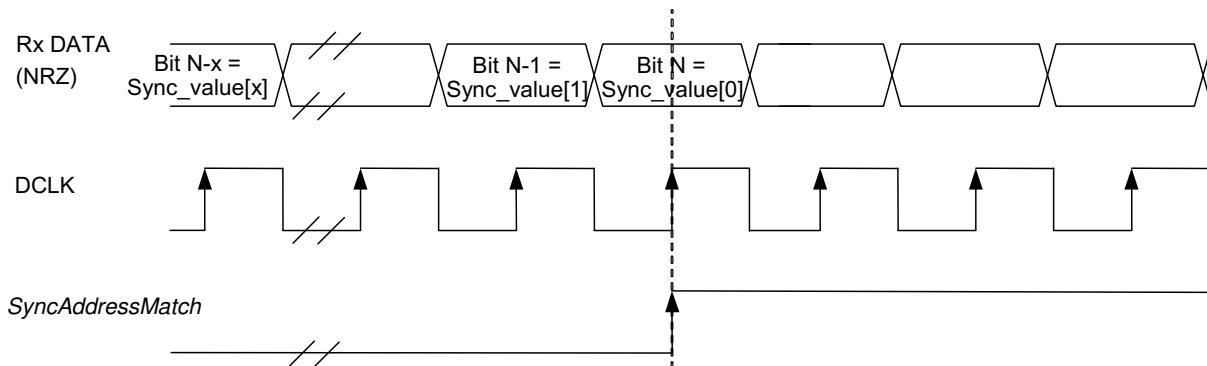 Rx DATA
(NRZ)
Bit N-x =
Sync_value[x]
Bit N-1 =
Sync_value[1]
Bit N =
Sync_value[0]
DCLK
SyncAddressMatch